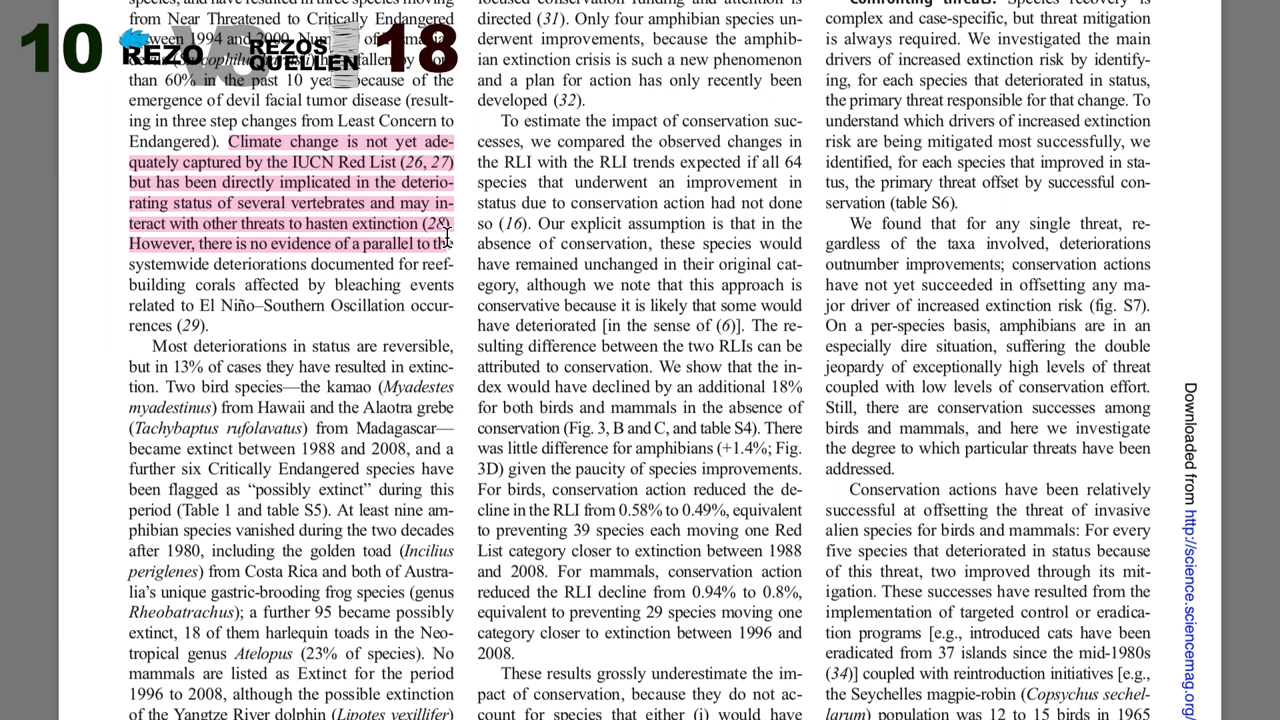 10 REZO VS REZOS QUELLEN 18
from Near Threatened to Critically Endangered
than 60% in the past 10 years because of the
emergence of devil facial tumor disease (result-
ing in three step changes from Least Concern to
Endangered). Climate change is not yet ade-
quately captured by the IUCN Red List (26, 27)
but has been directly implicated in the deterio-
rating status of several vertebrates and may in-
teract with other threats to hasten extinction (28).
However, there is no evidence of a parallel to the
systemwide deteriorations documented for reef-
building corals affected by bleaching events
related to El Niño–Southern Oscillation occur-
rences (29).
Most deteriorations in status are reversible,
but in 13% of cases they have resulted in extinc-
tion. Two bird species—the kamao (Myadestes
myadestinus) from Hawaii and the Alaotra grebe
(Tachybaptus rufolavatus) from Madagascar—
became extinct between 1988 and 2008, and a
further six Critically Endangered species have
been flagged as “possibly extinct” during this
period (Table 1 and table S5). At least nine am-
phibian species vanished during the two decades
after 1980, including the golden toad (Incilius
periglenes) from Costa Rica and both of Austra-
lia’s unique gastric-brooding frog species (genus
Rheobatrachus); a further 95 became possibly
extinct, 18 of them harlequin toads in the Neo-
tropical genus Atelopus (23% of species). No
mammals are listed as Extinct for the period
1996 to 2008, although the possible extinction
of the Yangtze River dolphin (Lipotes vexillifer)
directed (31). Only four amphibian species un-
derwent improvements, because the amphib-
ian extinction crisis is such a new phenomenon
and a plan for action has only recently been
developed (32).
To estimate the impact of conservation suc-
cesses, we compared the observed changes in
the RLI with the RLI trends expected if all 64
species that underwent an improvement in
status due to conservation action had not done
so (16). Our explicit assumption is that in the
absence of conservation, these species would
have remained unchanged in their original cat-
egory, although we note that this approach is
conservative because it is likely that some would
have deteriorated [in the sense of (6)]. The re-
sulting difference between the two RLIs can be
attributed to conservation. We show that the in-
dex would have declined by an additional 18%
for both birds and mammals in the absence of
conservation (Fig. 3, B and C, and table S4). There
was little difference for amphibians (+1.4%; Fig.
3D) given the paucity of species improvements.
For birds, conservation action reduced the de-
cline in the RLI from 0.58% to 0.49%, equivalent
to preventing 39 species each moving one Red
List category closer to extinction between 1988
and 2008. For mammals, conservation action
reduced the RLI decline from 0.94% to 0.8%,
equivalent to preventing 29 species moving one
category closer to extinction between 1996 and
2008.
These results grossly underestimate the im-
pact of conservation, because they do not ac-
count for species that either (i) would have
complex and case-specific, but threat mitigation
is always required. We investigated the main
drivers of increased extinction risk by identify-
ing, for each species that deteriorated in status,
the primary threat responsible for that change. To
understand which drivers of increased extinction
risk are being mitigated most successfully, we
identified, for each species that improved in sta-
tus, the primary threat offset by successful con-
servation (table S6).
We found that for any single threat, re-
gardless of the taxa involved, deteriorations
outnumber improvements; conservation actions
have not yet succeeded in offsetting any ma-
jor driver of increased extinction risk (fig. S7).
On a per-species basis, amphibians are in an
especially dire situation, suffering the double
jeopardy of exceptionally high levels of threat
coupled with low levels of conservation effort.
Still, there are conservation successes among
birds and mammals, and here we investigate
the degree to which particular threats have been
addressed.
Conservation actions have been relatively
successful at offsetting the threat of invasive
alien species for birds and mammals: For every
five species that deteriorated in status because
of this threat, two improved through its mit-
igation. These successes have resulted from the
implementation of targeted control or eradica-
tion programs [e.g., introduced cats have been
eradicated from 37 islands since the mid-1980s
(34)] coupled with reintroduction initiatives [e.g.,
the Seychelles magpie-robin (Copsychus sechel-
larum) population was 12 to 15 birds in 1965
Downloaded from http://science.sciencemag.org/